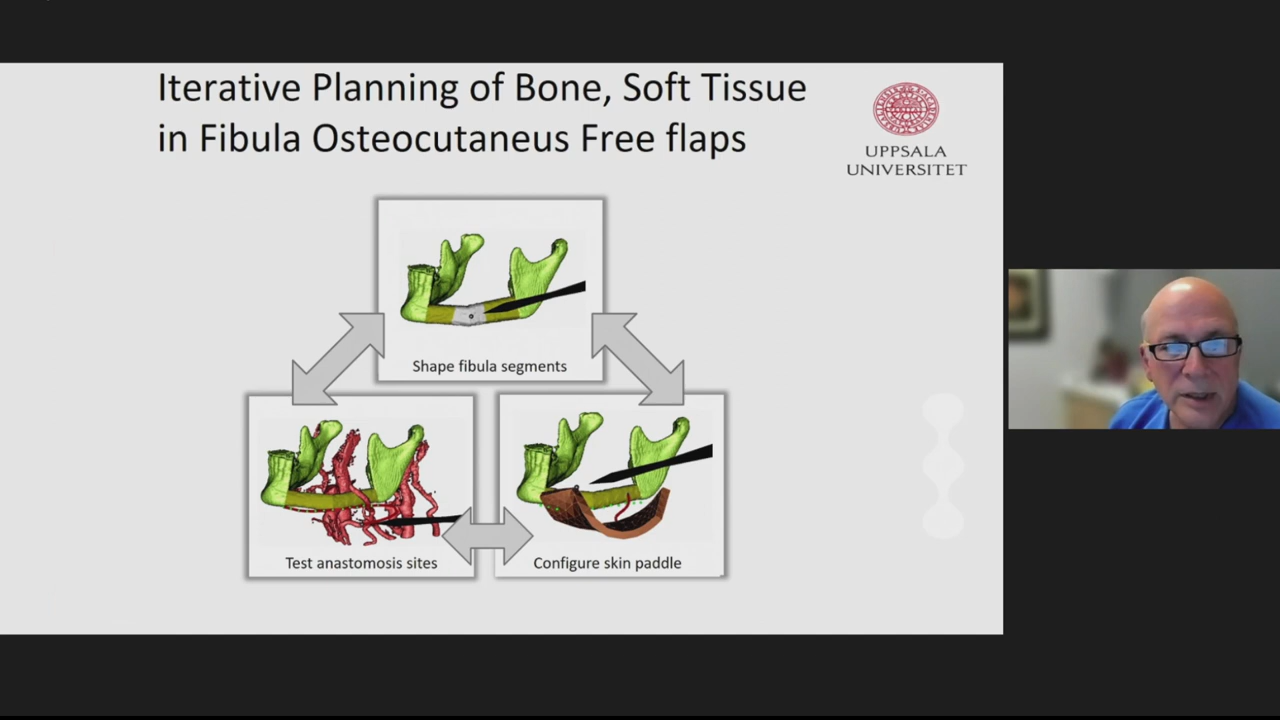 Iterative Planning of Bone, Soft Tissue
in Fibula Osteocutaneus Free flaps
UPPSALA
UNIVERSITET
Shape fibula segments
Test anastomosis sites
Configure skin paddle